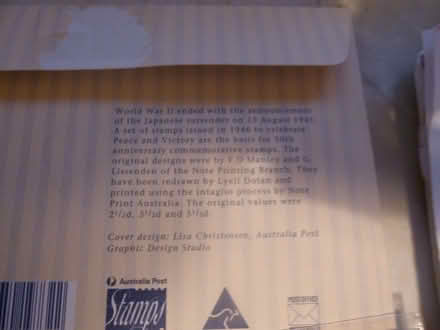 World War II ended with the announcement
of the Japanese surrender on 15 August 1945.
A set of stamps issued in 1946 to celebrate
Peace and Victory are the basis for 50th
anniversary commemorative stamps. The
original designs were by F D Manley and G.
Lissenden of the Note Printing Branch. They
have been redrawn by Lyell Dolan and
printed using the intaglio process by Note
Print Australia. The original values were
2½d, 3½d and 5½d.
Cover design: Lisa Christensen, Australia Post
Graphic Design Studio
Australia Post
Stamps